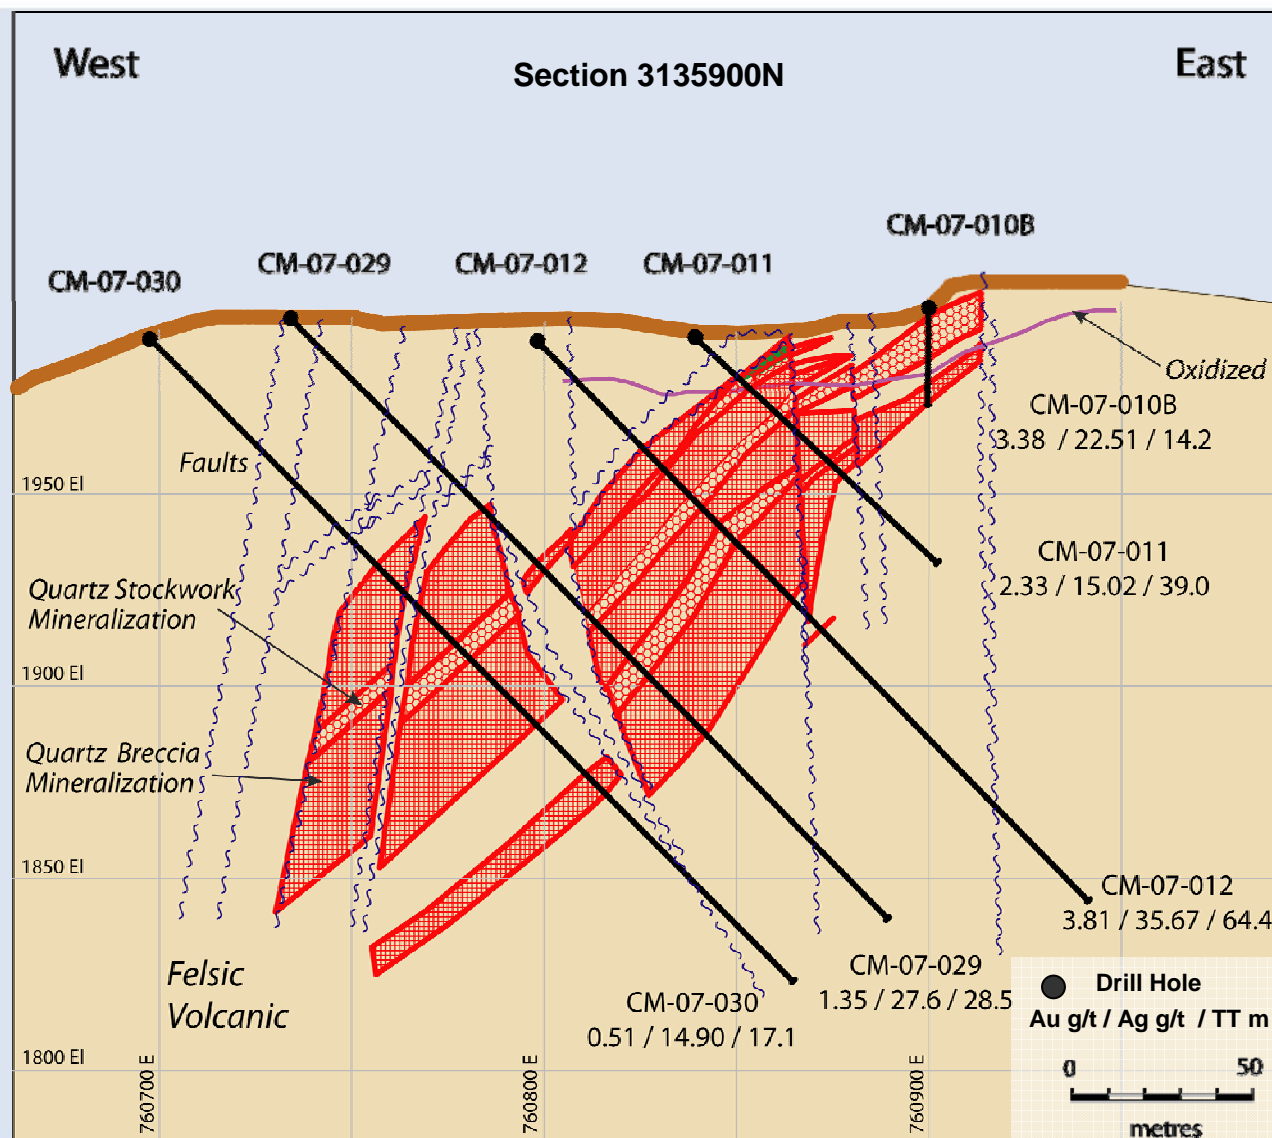 West
Section 3135900N
East
CM-07-030
CM-07-029
CM-07-012
CM-07-011
CM-07-010B
Oxidized
CM-07-010B
3.38 / 22.51 / 14.2
Faults
1950 El
CM-07-011
2.33 / 15.02 / 39.0
Quartz Stockwork
Mineralization
1900 El
Quartz Breccia
Mineralization
1850 El
CM-07-012
3.81 / 35.67 / 64.4
Felsic
Volcanic
CM-07-029
1.35 / 27.6 / 28.5
CM-07-030
0.51 / 14.90 / 17.1
Drill Hole
Au g/t / Ag g/t / TT m
1800 El
760700 E
760800 E
760900 E
0 50
metres